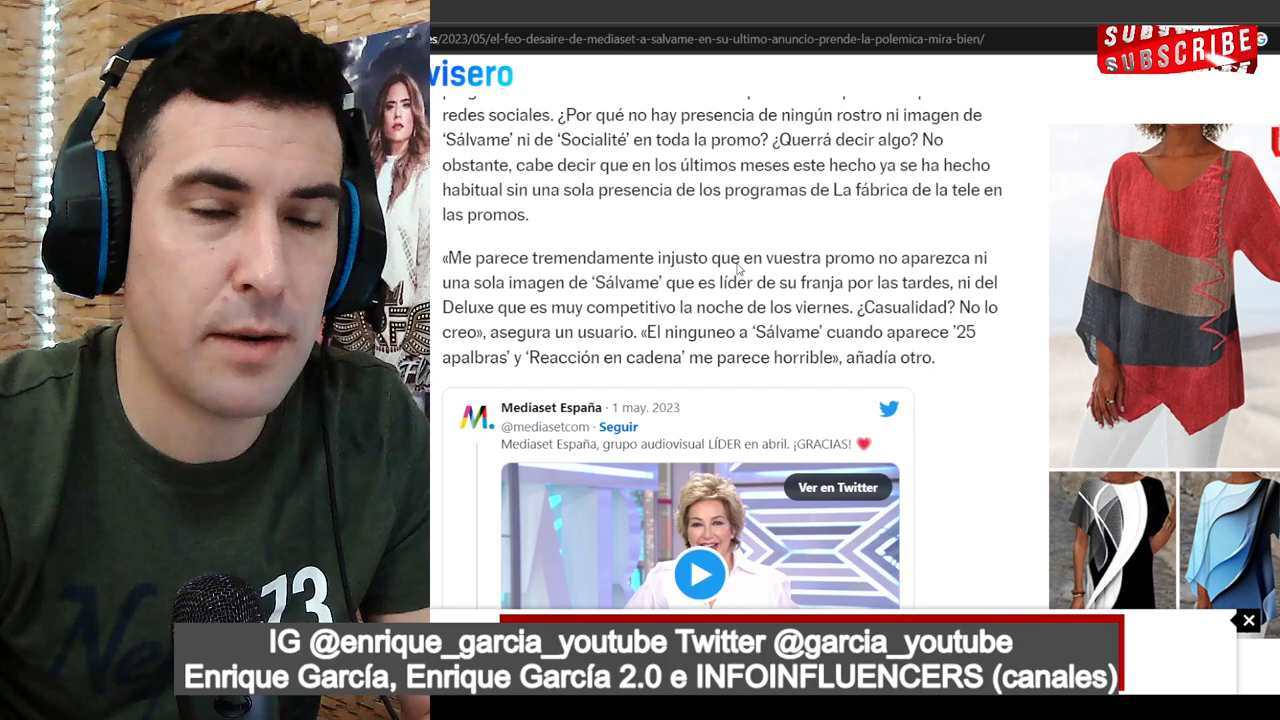 es/2023/05/el-feo-desaire-de-mediaset-a-salvame-en-su-ultimo-anuncio-prende-la-polemica-mira-bien/
SUBSCRIBE
SUBSCRIBE
visero
redes sociales. ¿Por qué no hay presencia de ningún rostro ni imagen de
‘Sálvame’ ni de ‘Socialité’ en toda la promo? ¿Querrá decir algo? No
obstante, cabe decir que en los últimos meses este hecho ya se ha hecho
habitual sin una sola presencia de los programas de La fábrica de la tele en
las promos.
«Me parece tremendamente injusto que en vuestra promo no aparezca ni
una sola imagen de ‘Sálvame’ que es líder de su franja por las tardes, ni del
Deluxe que es muy competitivo la noche de los viernes. ¿Casualidad? No lo
creo», asegura un usuario. «El ninguneo a ‘Sálvame’ cuando aparece ’25
apalbras’ y ‘Reacción en cadena’ me parece horrible», añadía otro.
M.
Mediaset España · 1 may. 2023
@mediasetcom · Seguir
Mediaset España, grupo audiovisual LÍDER en abril. ¡GRACIAS! ❤️
Ver en Twitter
73
IG @enrique_garcia_youtube Twitter @garcia_youtube
Enrique García, Enrique García 2.0 e INFOINFLUENCERS (canales)